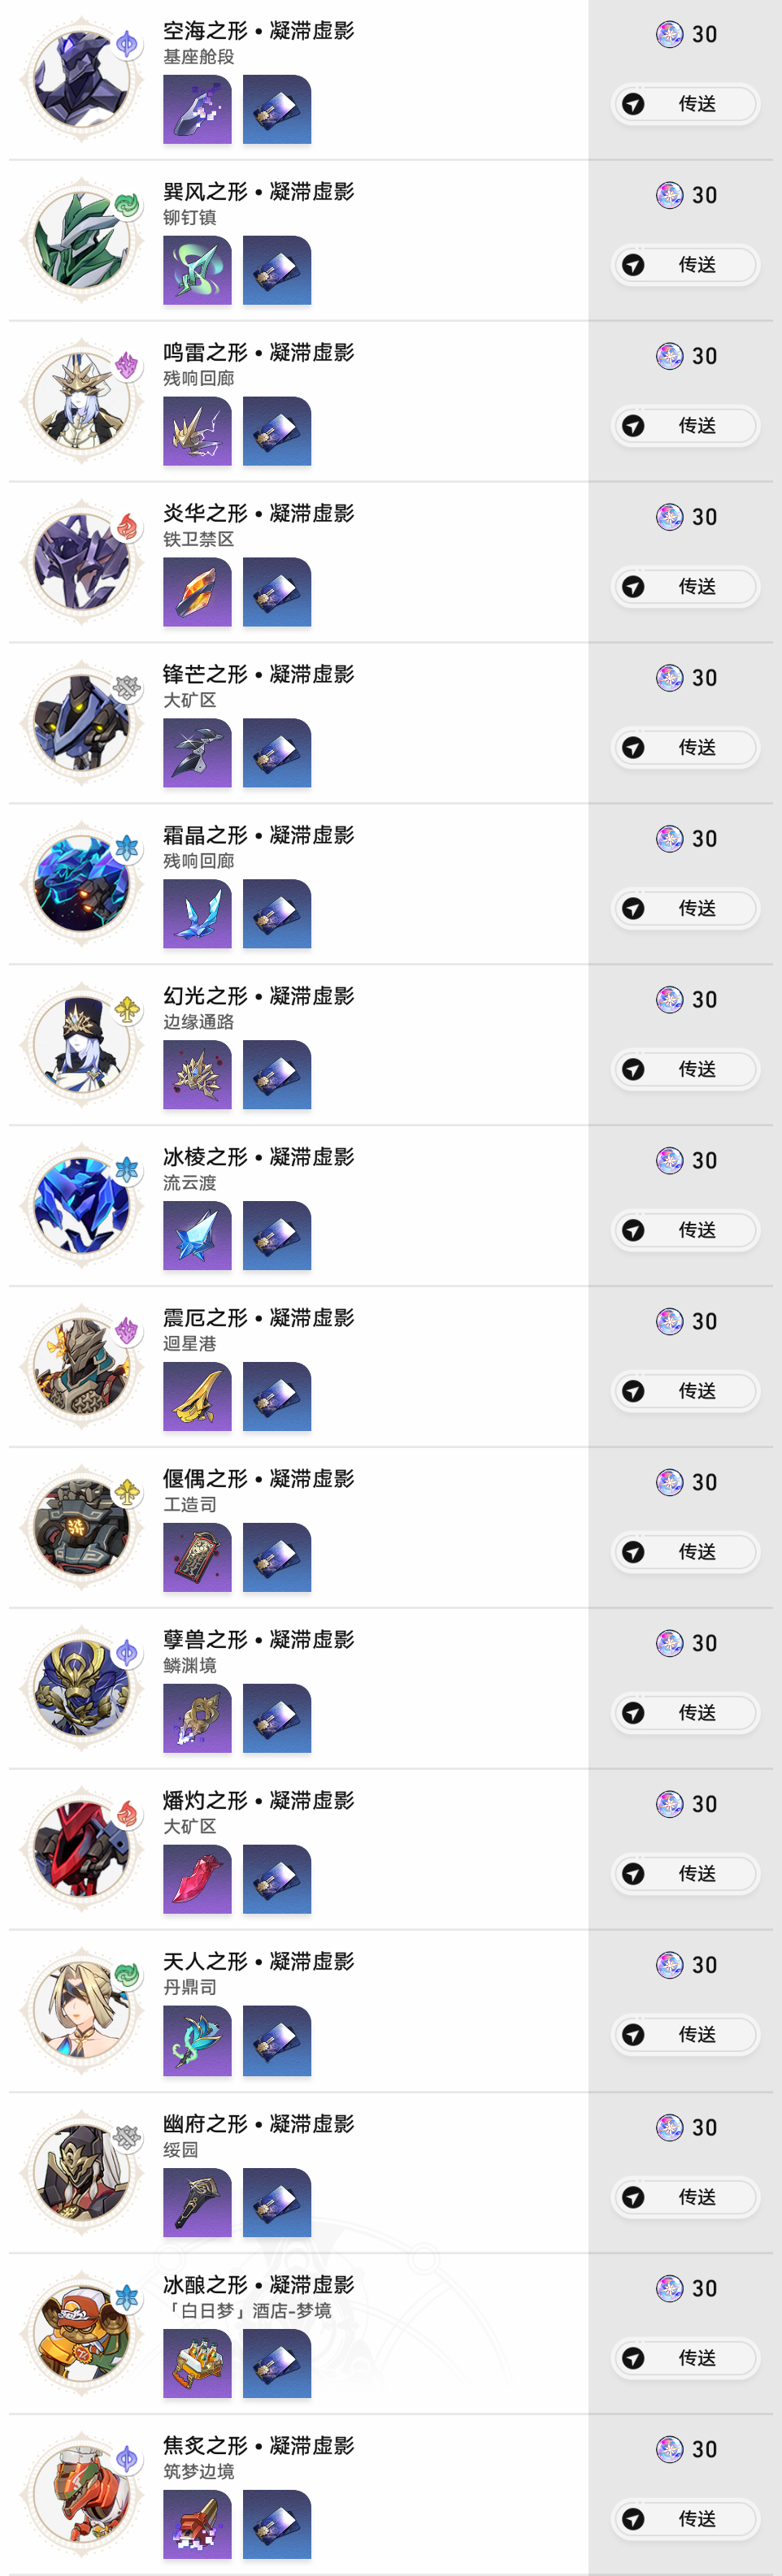 空海之形•凝滞虚影
30
基座舱段
传送
巽风之形•凝滞虚影
30
铆钉镇
传送
鸣雷之形•凝滞虚影
30
残响回廊
传送
炎华之形•凝滞虚影
30
铁卫禁区
传送
锋芒之形•凝滞虚影
30
大矿区
传送
霜晶之形•凝滞虚影
30
残响回廊
传送
幻光之形•凝滞虚影
30
边缘通路
传送
冰棱之形•凝滞虚影
30
流云渡
传送
震厄之形•凝滞虚影
30
迴星港
传送
偃偶之形•凝滞虚影
30
工造司
传送
孽兽之形•凝滞虚影
30
鳞渊境
传送
燔灼之形•凝滞虚影
30
大矿区
传送
天人之形•凝滞虚影
30
丹鼎司
传送
幽府之形•凝滞虚影
30
绥园
传送
冰酿之形•凝滞虚影
30
「白日梦」酒店-梦境
传送
焦炙之形•凝滞虚影
30
筑梦边境
传送